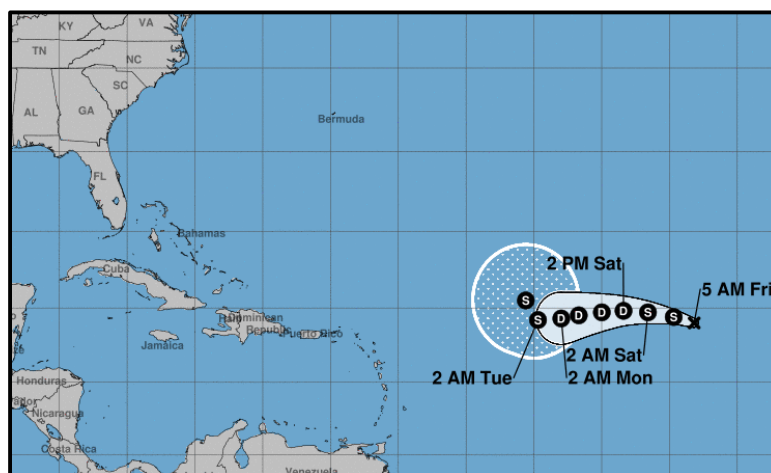 KY
VA
TN
NC
SC
AL
GA
FL
Bermuda
Bahamas
Cuba
Dominican
Republic
Puerto Rico
Jamaica
Honduras
Nicaragua
Costa Rica
Venezuela
2 PM Sat
5 AM Fri
S
D
D
D
D
S
S
S
2 AM Sat
2 AM Tue
2 AM Mon